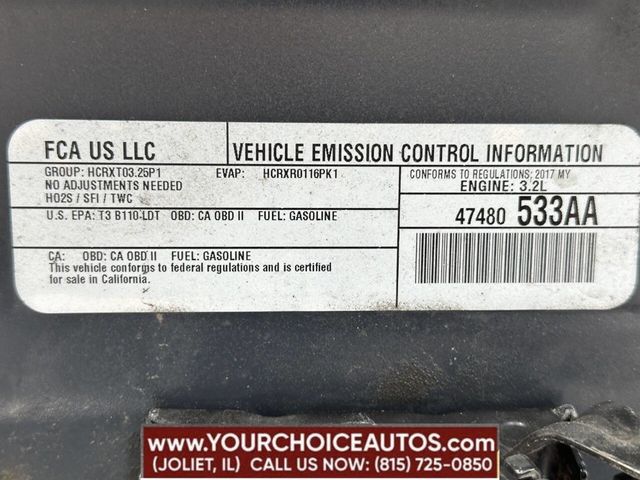 FCA US LLC
VEHICLE EMISSION CONTROL INFORMATION
GROUP: HCRXT03.25P1 EVAP: HCRXR0116PK1
NO ADJUSTMENTS NEEDED
HO2S / SFI / TWC
CONFORMS TO REGULATIONS; 2017 MY
ENGINE: 3.2L
U.S. EPA: T3 B110-LDT OBD: CA OBD II FUEL: GASOLINE
47480 533AA
CA: OBD: CA OBD II FUEL: GASOLINE
This vehicle conforms to federal regulations and is certified
for sale in California.
WWW.YOURCHOICEAUTOS.COM
(JOLIET, IL) CALL US NOW: (815) 725-0850